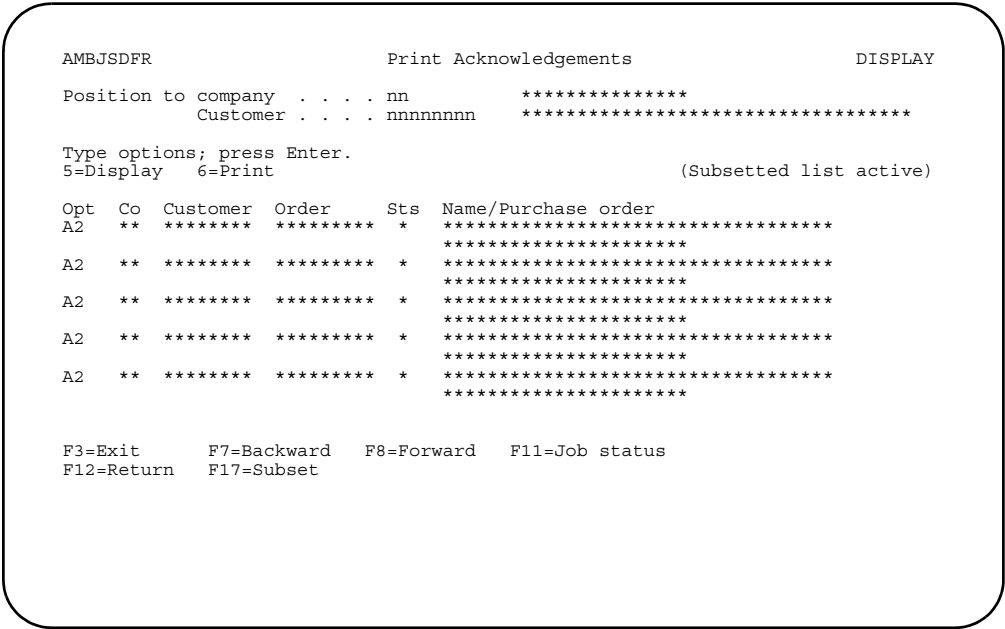 AMBJSDFR                     Print Acknowledgements                    DISPLAY
Position to company  . . . . nn          ***************
            Customer . . . . nnnnnnnn    ***********************************
Type options; press Enter.
5=Display   6=Print                                    (Subsetted list active)
Opt  Co  Customer  Order     Sts  Name/Purchase order
A2   **  ********  *********  *   ***********************************
                                  **********************
A2   **  ********  *********  *   ***********************************
                                  **********************
A2   **  ********  *********  *   ***********************************
                                  **********************
A2   **  ********  *********  *   ***********************************
                                  **********************
A2   **  ********  *********  *   ***********************************
                                  **********************
F3=Exit      F7=Backward   F8=Forward   F11=Job status
F12=Return   F17=Subset